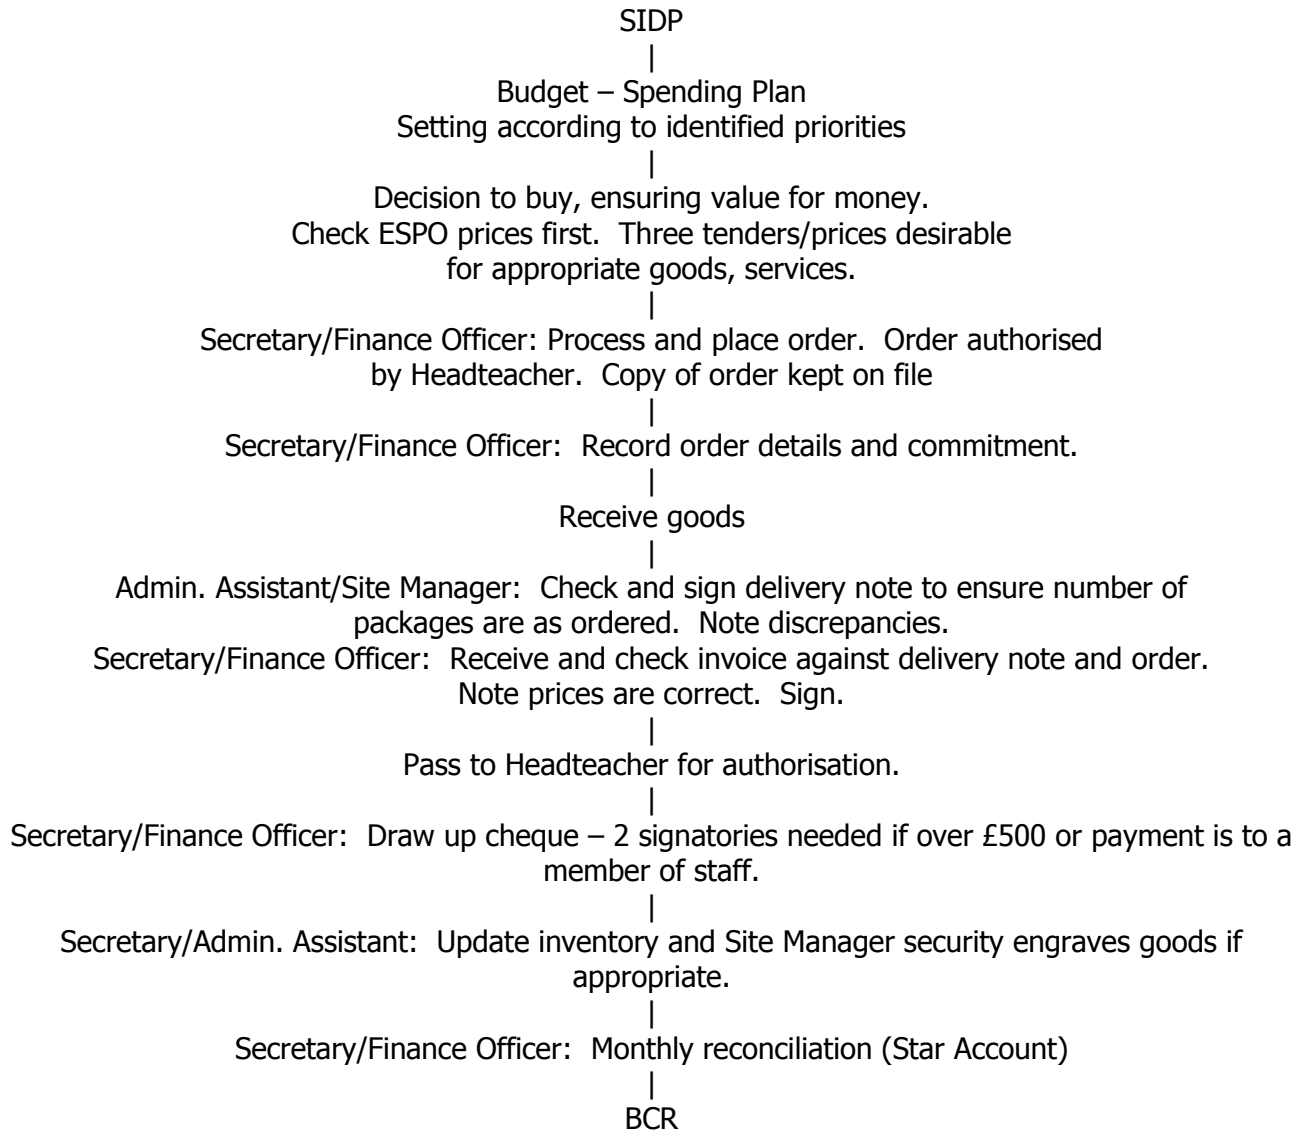 SIDP
|
Budget – Spending Plan
Setting according to identified priorities
|
Decision to buy, ensuring value for money.
Check ESPO prices first.  Three tenders/prices desirable
for appropriate goods, services.
|
Secretary/Finance Officer: Process and place order.  Order authorised
by Headteacher.  Copy of order kept on file
|
Secretary/Finance Officer:  Record order details and commitment.
|
Receive goods
|
Admin. Assistant/Site Manager:  Check and sign delivery note to ensure number of
packages are as ordered.  Note discrepancies.
Secretary/Finance Officer:  Receive and check invoice against delivery note and order.
Note prices are correct.  Sign.
|
Pass to Headteacher for authorisation.
|
Secretary/Finance Officer:  Draw up cheque – 2 signatories needed if over £500 or payment is to a
member of staff.
|
Secretary/Admin. Assistant:  Update inventory and Site Manager security engraves goods if
appropriate.
|
Secretary/Finance Officer:  Monthly reconciliation (Star Account)
|
BCR